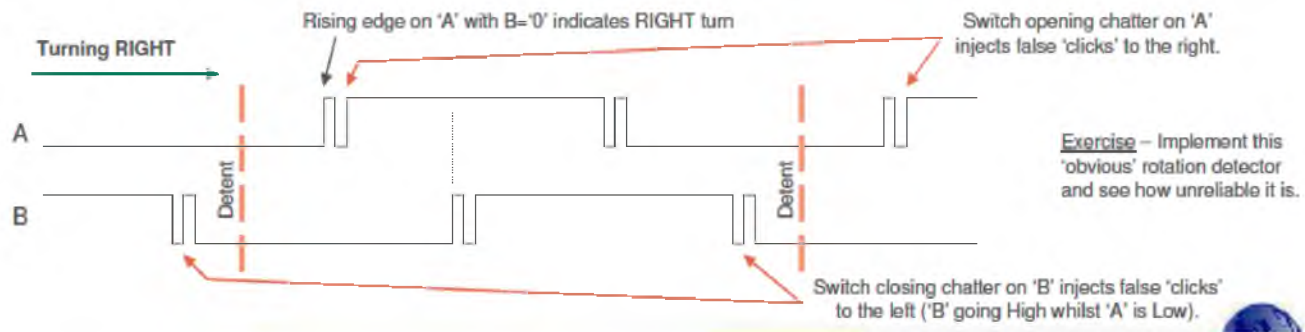 Rising edge on 'A' with B='0' indicates RIGHT turn
Switch opening chatter on 'A'
injects false 'clicks' to the right.
Turning RIGHT
A
Exercise – Implement this
'obvious' rotation detector
and see how unreliable it is.
Detent
Detent
B
Switch closing chatter on 'B' injects false 'clicks'
to the left ('B' going High whilst 'A' is Low).